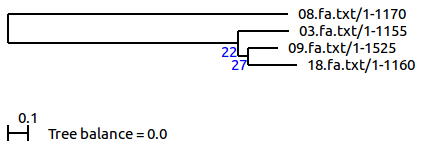 08.fa.txt/1-1170
03.fa.txt/1-1155
22
09.fa.txt/1-1525
27
18.fa.txt/1-1160
0.1
Tree balance = 0.0